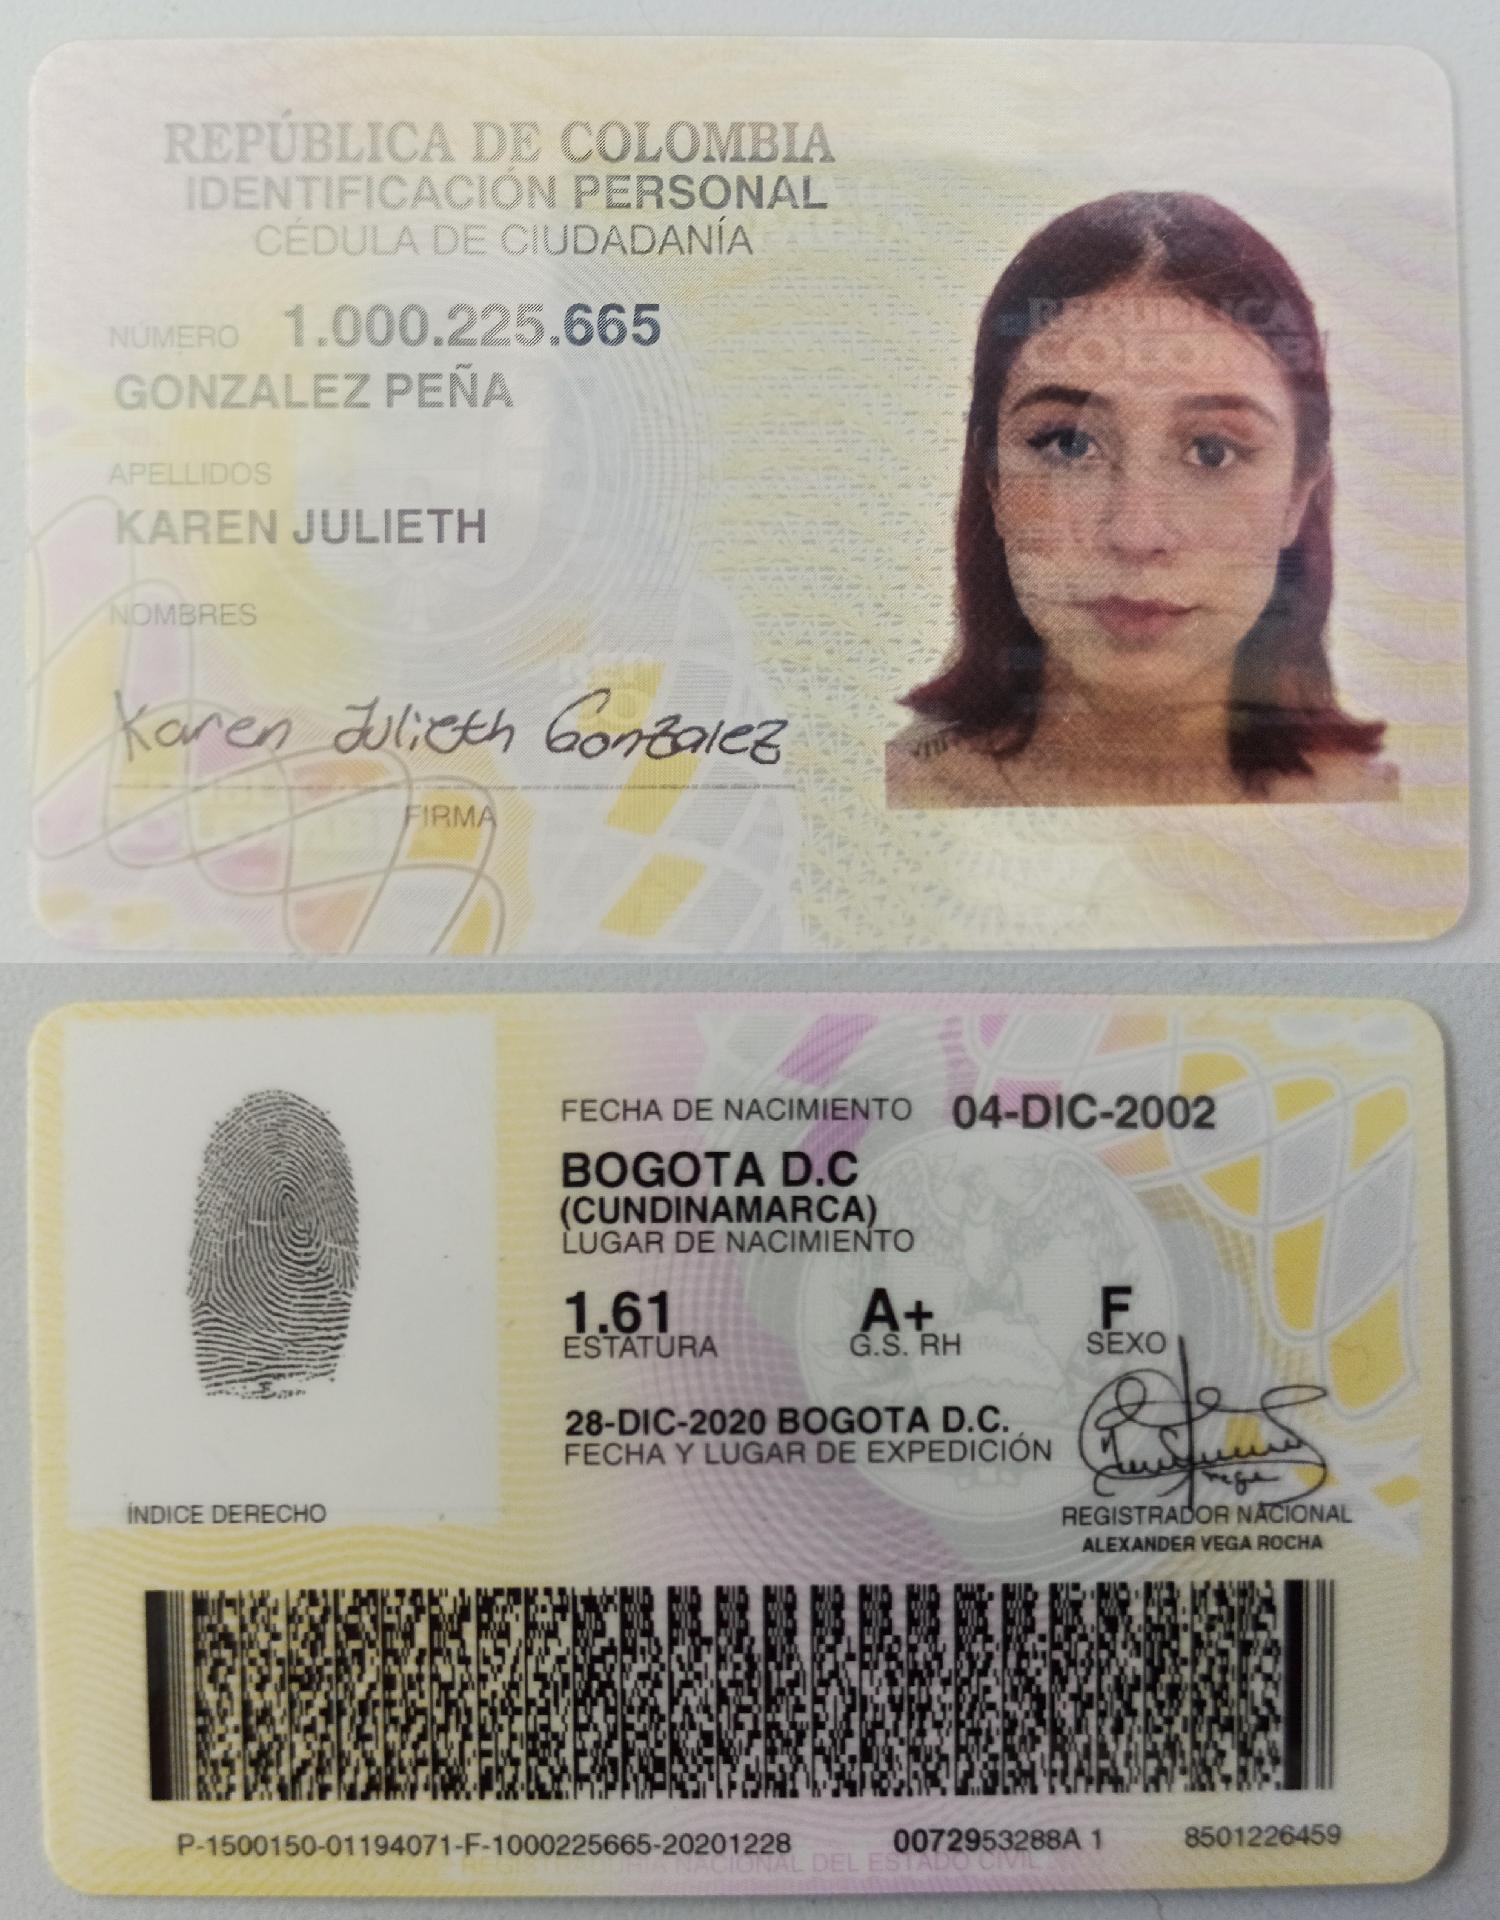 REPÚBLICA DE COLOMBIA
IDENTIFICACIÓN PERSONAL
CÉDULA DE CIUDADANÍA
NÚMERO 1.000.225.665
GONZALEZ PEÑA
APELLIDOS
KAREN JULIETH
NOMBRES
Karen Julieth Gonzalez
FIRMA
FECHA DE NACIMIENTO 04-DIC-2002
BOGOTA D.C
(CUNDINAMARCA)
LUGAR DE NACIMIENTO
1.61 A+ F
ESTATURA G.S. RH SEXO
28-DIC-2020 BOGOTA D.C.
FECHA Y LUGAR DE EXPEDICIÓN
ÍNDICE DERECHO
REGISTRADOR NACIONAL
ALEXANDER VEGA ROCHA
P-1500150-01194071-F-1000225665-20201228 0072953288A 1 8501226459
REGISTRADURIA NACIONAL DEL ESTADO CIVIL